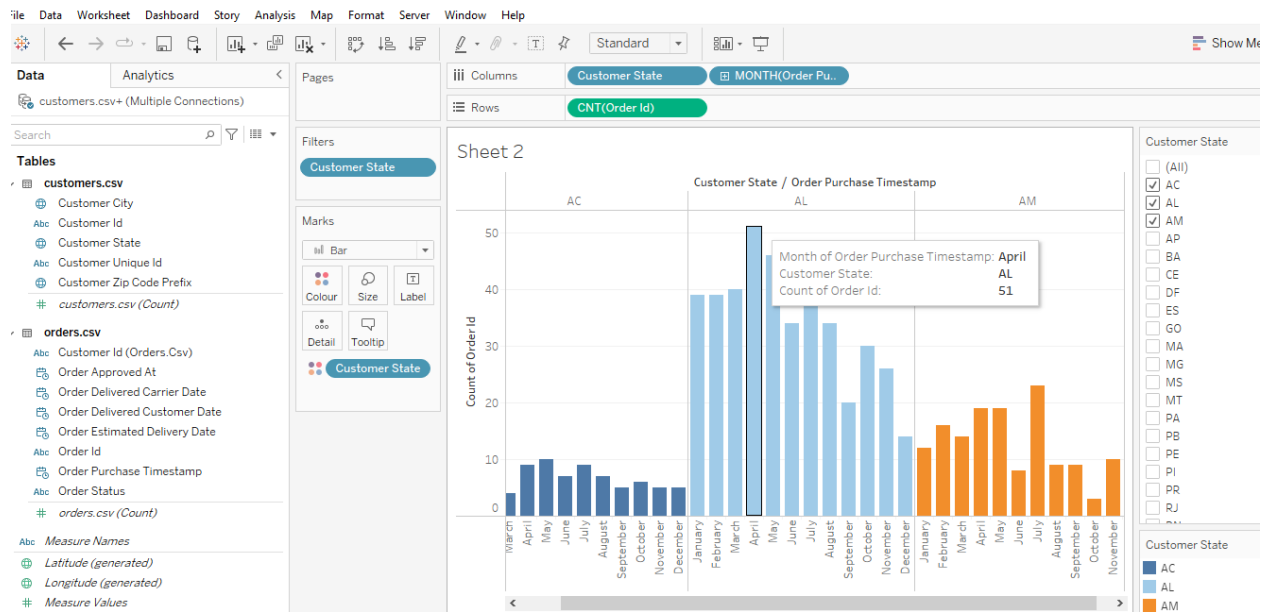 File Data Worksheet Dashboard Story Analysis Map Format Server Window Help
Standard
Show Me
Data Analytics
customers.csv+ (Multiple Connections)
Search
Tables
customers.csv
Customer City
Abc Customer Id
Customer State
Abc Customer Unique Id
Customer Zip Code Prefix
# customers.csv (Count)
orders.csv
Abc Customer Id (Orders.Csv)
Order Approved At
Order Delivered Carrier Date
Order Delivered Customer Date
Order Estimated Delivery Date
Abc Order Id
Order Purchase Timestamp
Abc Order Status
# orders.csv (Count)
Abc Measure Names
Latitude (generated)
Longitude (generated)
# Measure Values
Pages
Filters
Customer State
Marks
Bar
Colour Size Label
Detail Tooltip
Customer State
Columns Customer State MONTH(Order Pu..
Rows CNT(Order Id)
Sheet 2
Customer State / Order Purchase Timestamp
AC AL AM
Count of Order Id
50
40
30
20
10
0
Month of Order Purchase Timestamp: April
Customer State: AL
Count of Order Id: 51
March April May June July August September October November December January February March April May June July August September October November December January February March April May June July August September October November
Customer State
(All)
AC
AL
AM
AP
BA
CE
DF
ES
GO
MA
MG
MS
MT
PA
PB
PE
PI
PR
RJ
Customer State
AC
AL
AM